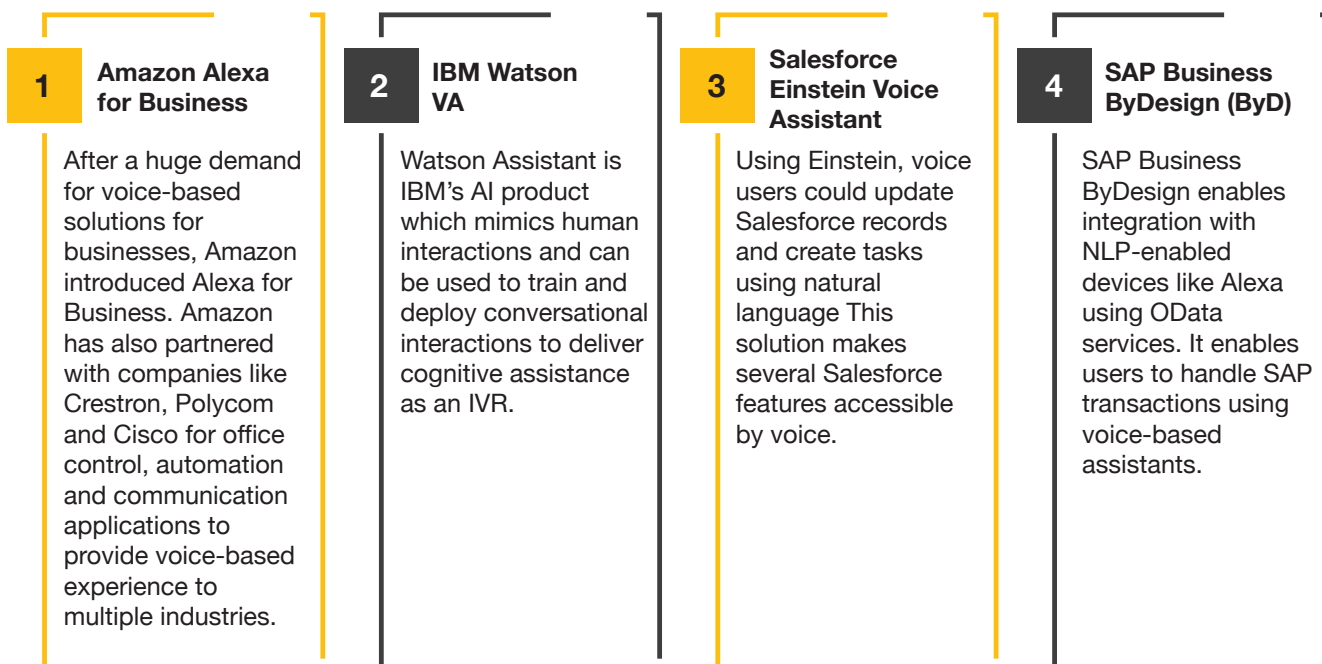 1
Amazon Alexa
for Business
After a huge demand
for voice-based
solutions for
businesses, Amazon
introduced Alexa for
Business. Amazon
has also partnered
with companies like
Crestron, Polycom
and Cisco for office
control, automation
and communication
applications to
provide voice-based
experience to
multiple industries.
2
IBM Watson
VA
Watson Assistant is
IBM’s AI product
which mimics human
interactions and can
be used to train and
deploy conversational
interactions to deliver
cognitive assistance
as an IVR.
3
Salesforce
Einstein Voice
Assistant
Using Einstein, voice
users could update
Salesforce records
and create tasks
using natural
language This
solution makes
several Salesforce
features accessible
by voice.
4
SAP Business
ByDesign (ByD)
SAP Business
ByDesign enables
integration with
NLP-enabled
devices like Alexa
using OData
services. It enables
users to handle SAP
transactions using
voice-based
assistants.